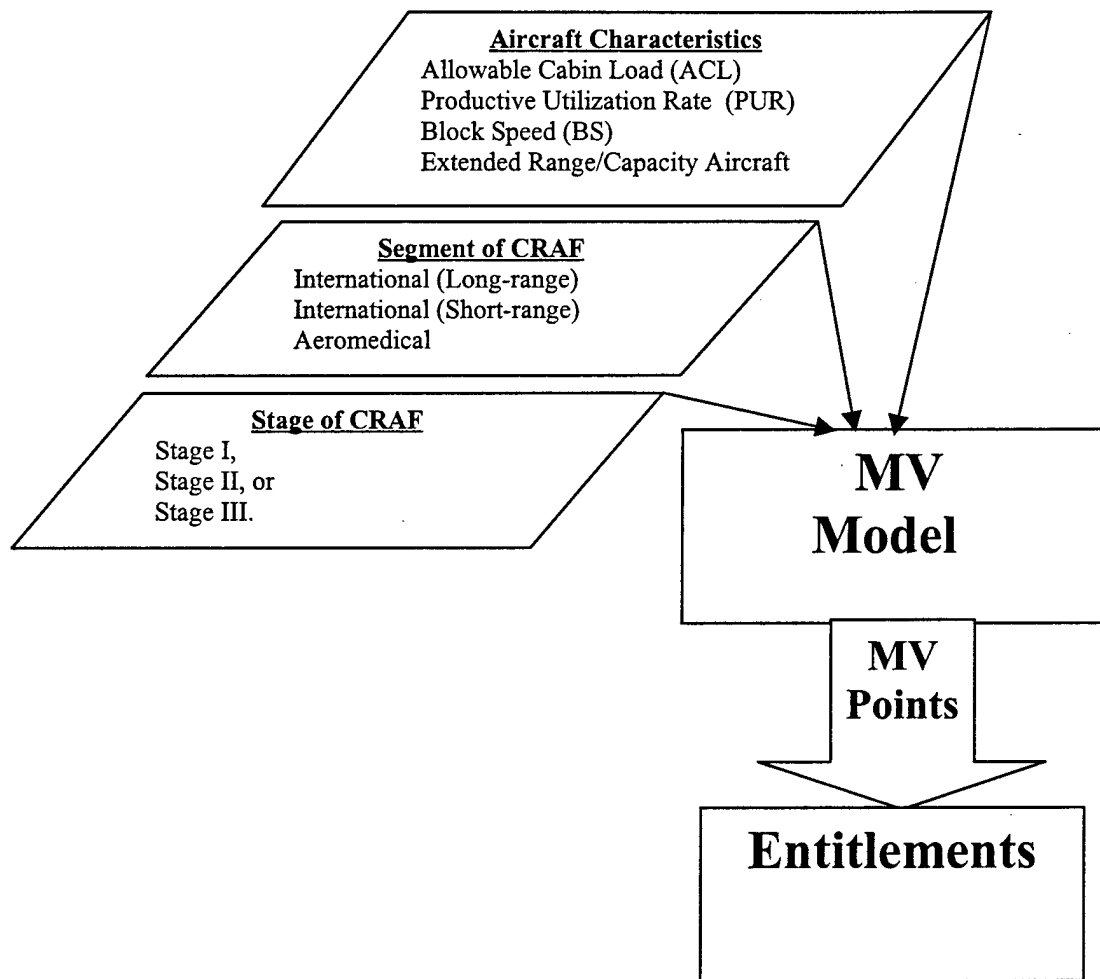 Aircraft Characteristics
Allowable Cabin Load (ACL)
Productive Utilization Rate (PUR)
Block Speed (BS)
Extended Range/Capacity Aircraft
Segment of CRAF
International (Long-range)
International (Short-range)
Aeromedical
Stage of CRAF
Stage I,
Stage II, or
Stage III.
MV
Model
MV
Points
Entitlements